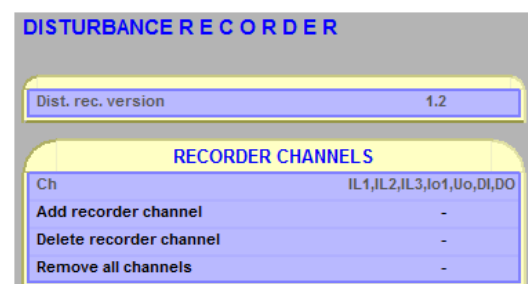 DISTURBANCE R E C O R D E R
Dist. rec. version 1.2
RECORDER CHANNELS
Ch IL1,IL2,IL3,Io1,Uo,DI,DO
Add recorder channel -
Delete recorder channel -
Remove all channels -